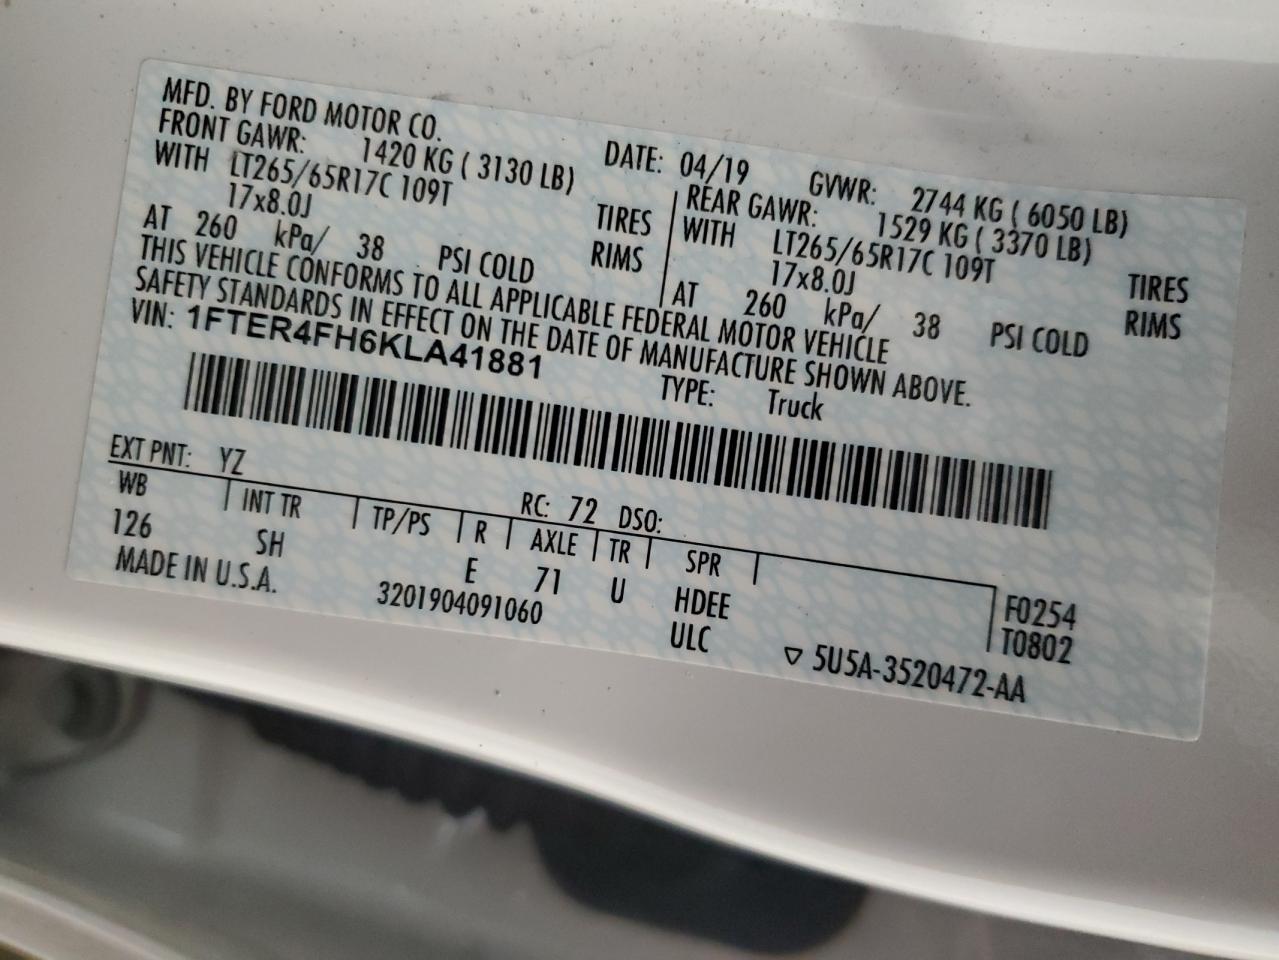 MFD. BY FORD MOTOR CO.
DATE: 04/19 GVWR: 2744 KG ( 6050 LB)
FRONT GAWR: 1420 KG ( 3130 LB) REAR GAWR: 1529 KG ( 3370 LB)
WITH LT265/65R17C 109T TIRES WITH LT265/65R17C 109T TIRES
17x8.0J RIMS 17x8.0J RIMS
AT 260 kPa/ 38 PSI COLD AT 260 kPa/ 38 PSI COLD
THIS VEHICLE CONFORMS TO ALL APPLICABLE FEDERAL MOTOR VEHICLE
SAFETY STANDARDS IN EFFECT ON THE DATE OF MANUFACTURE SHOWN ABOVE.
VIN: 1FTER4FH6KLA41881
TYPE: Truck
EXT PNT: YZ RC: 72 DSO:
WB INT TR TP/PS R AXLE TR SPR
126 SH E 71 U HDEE F0254
MADE IN U.S.A. 3201904091060 ULC T0802
▽ 5U5A-3520472-AA